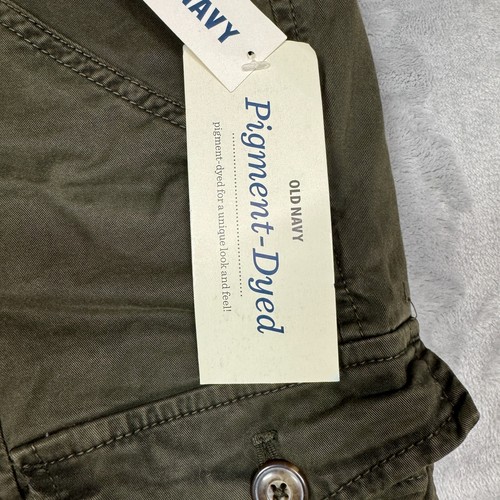 NAVY
OLD NAVY
Pigment-Dyed
pigment-dyed for a unique look and feel!